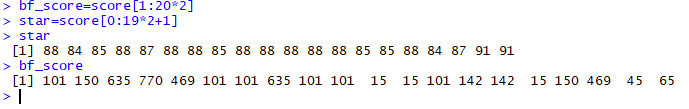 > bf_score=score[1:20*2]
> star=score[0:19*2+1]
> star
[1] 88 84 85 88 87 88 88 85 88 88 88 88 88 85 85 88 84 87 91 91
> bf_score
[1] 101 150 635 770 469 101 101 635 101 101  15  15 101 142 142  15 150 469  45  65
>